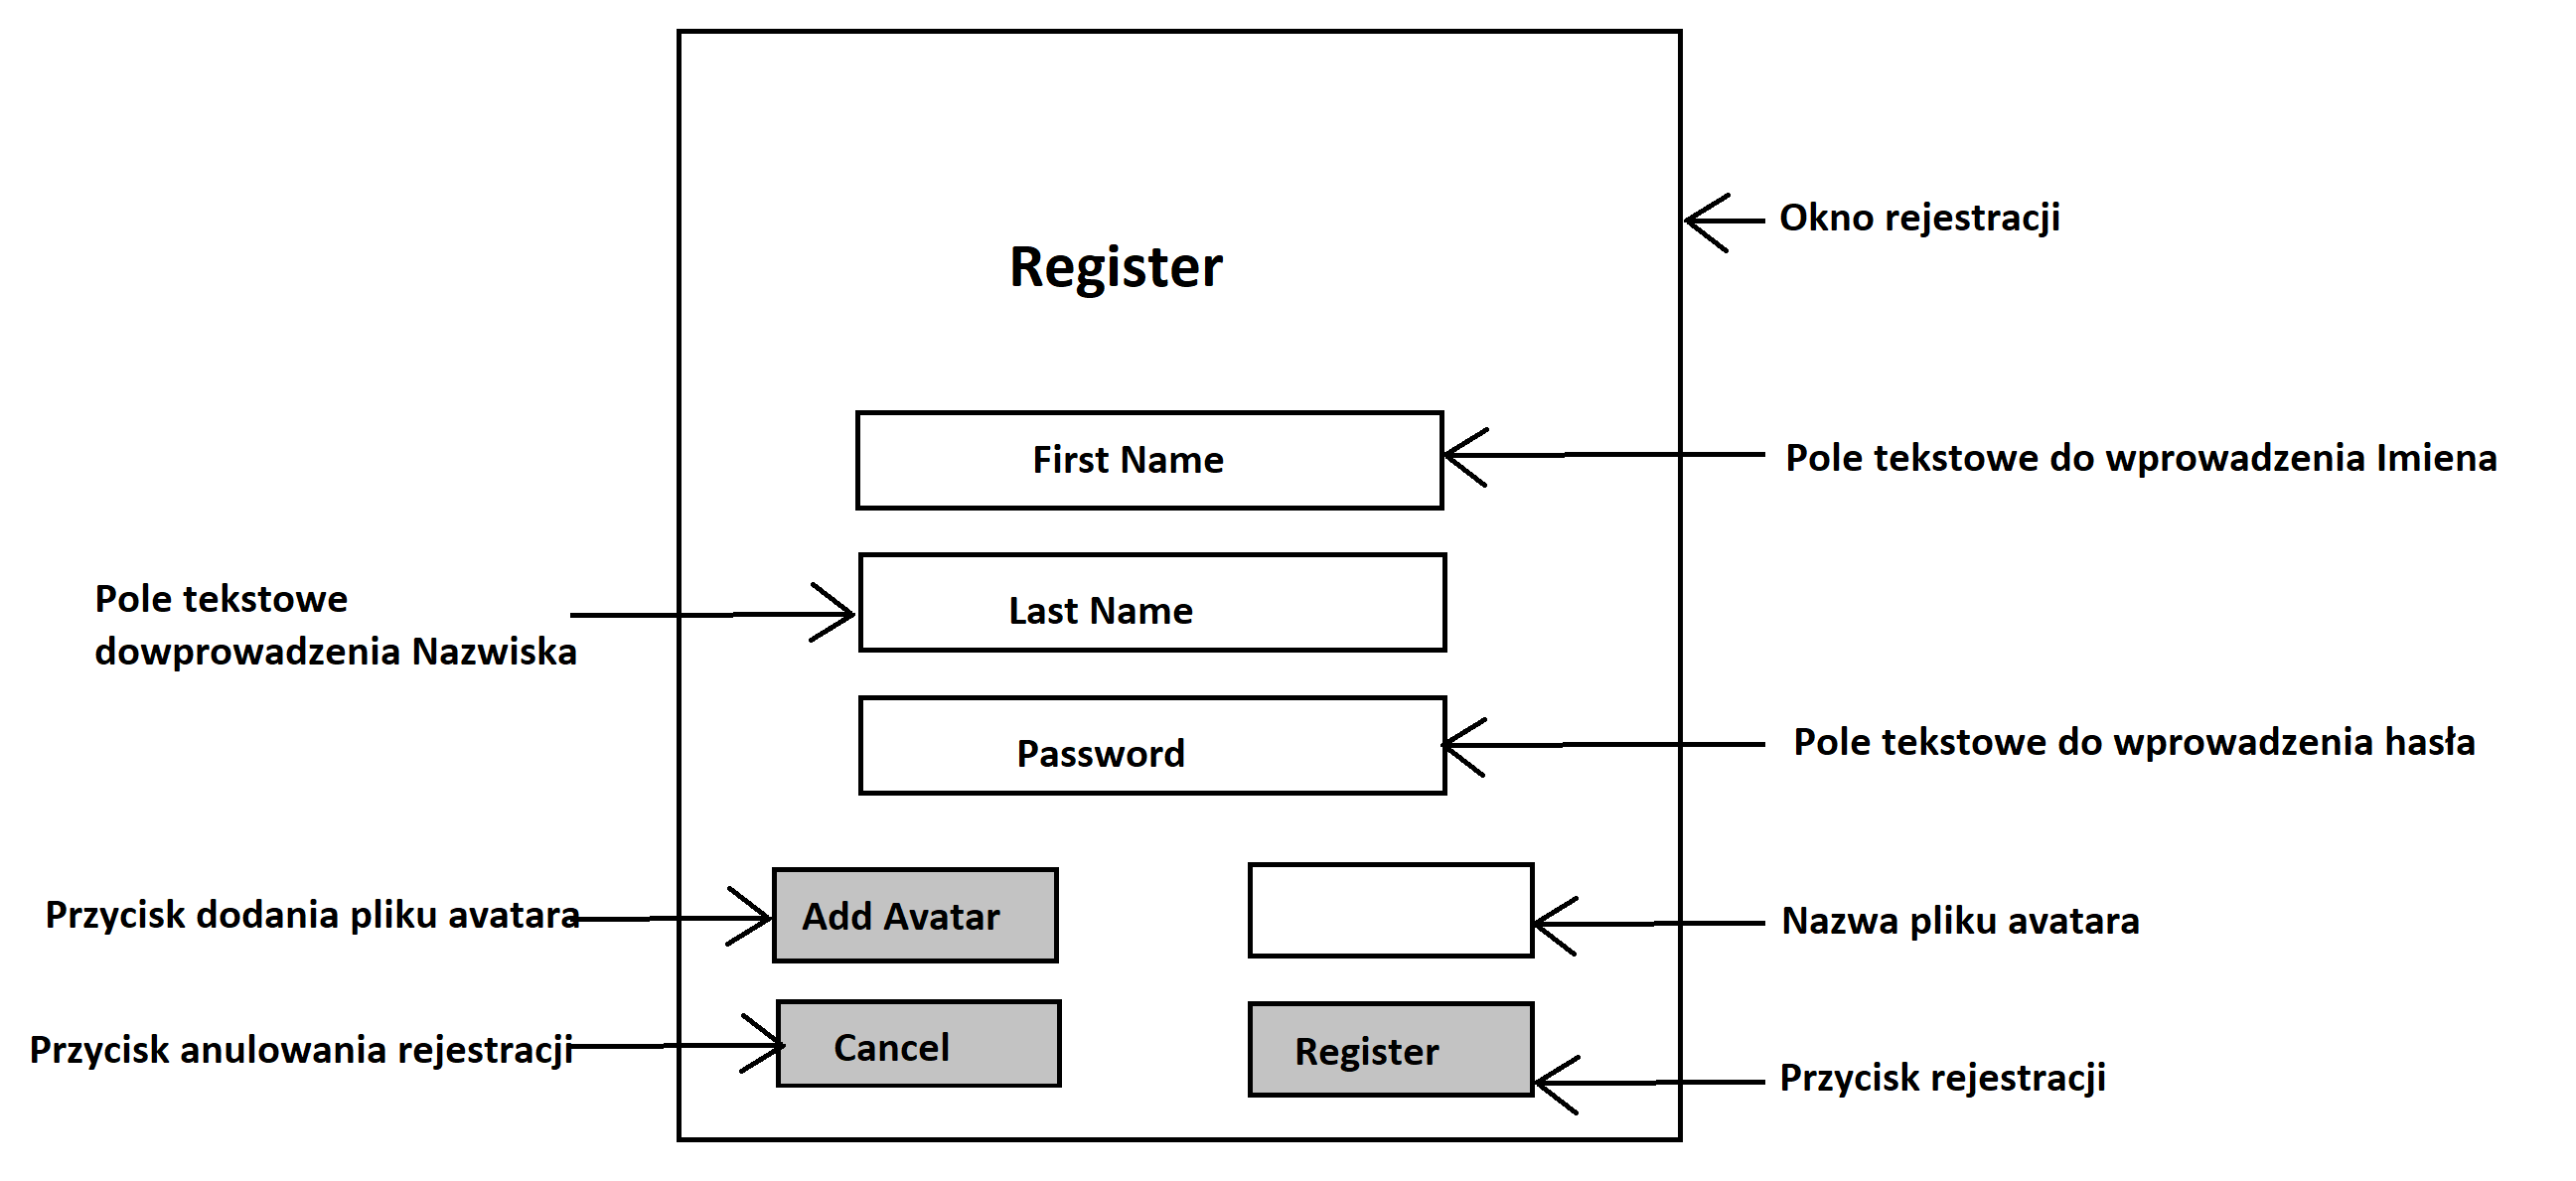 Okno rejestracji
Register
First Name
Pole tekstowe do wprowadzenia Imiena
Pole tekstowe
dowprowadzenia Nazwiska
Last Name
Password
Pole tekstowe do wprowadzenia hasła
Przycisk dodania pliku avatara
Add Avatar
Nazwa pliku avatara
Przycisk anulowania rejestracji
Cancel
Register
Przycisk rejestracji